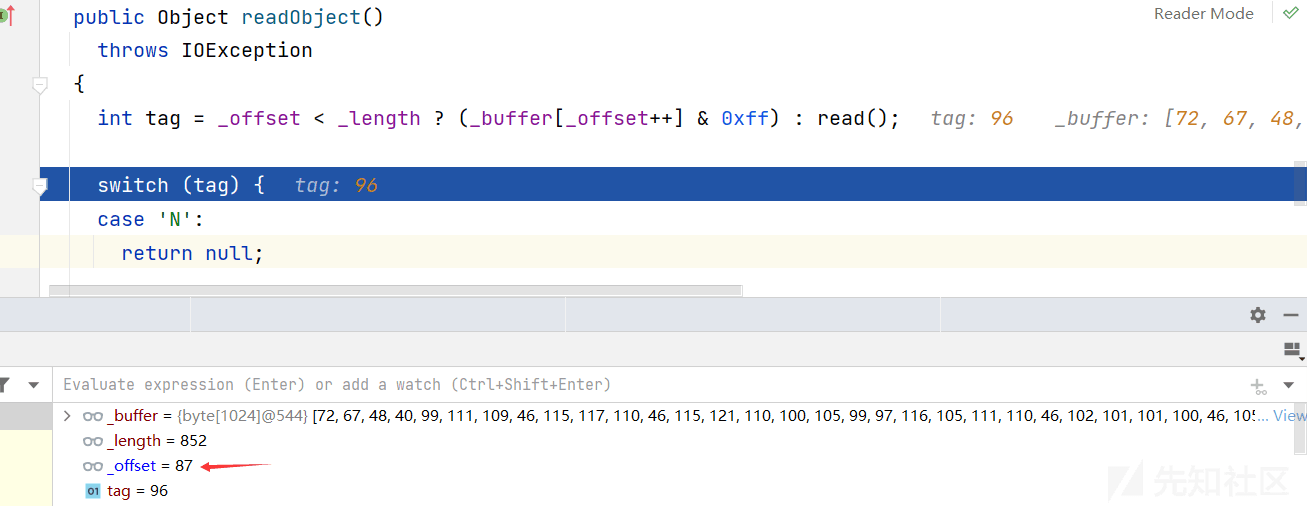 public Object readObject()
Reader Mode
throws IOException
{
int tag = _offset < _length ? (_buffer[_offset++] & 0xff) : read(); tag: 96 _buffer: [72, 67, 48,
switch (tag) { tag: 96
case 'N':
return null;
Evaluate expression (Enter) or add a watch (Ctrl+Shift+Enter)
_buffer = {byte[1024]@544} [72, 67, 48, 40, 99, 111, 109, 46, 115, 117, 110, 46, 115, 121, 110, 100, 105, 99, 97, 116, 105, 111, 110, 46, 102, 101, 101, 100, 46, 105... View
_length = 852
_offset = 87
01 tag = 96
先知社区